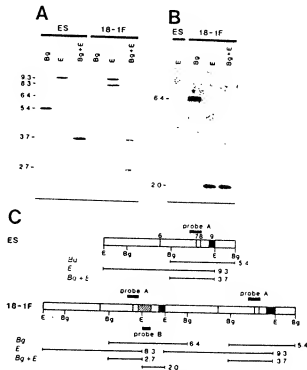 A
B
ES 18-1F
ES 18-1F
Bg E Bg+E Bg E Bg+E
Bg E Bg E Bg+E
9.3
8.3
6.4
5.4
3.7
2.7
6.4
2.0
C
ES
probe A
6 7 8 9
E Bg Bg E Bg
Bg 5.4
E 9.3
Bg + E 3.7
18-1F
probe A probe A
E Bg Bg E E Bg Bg E Bg
probe B
Bg 6.4 5.4
E 8.3 9.3
Bg + E 2.7 3.7
2.0